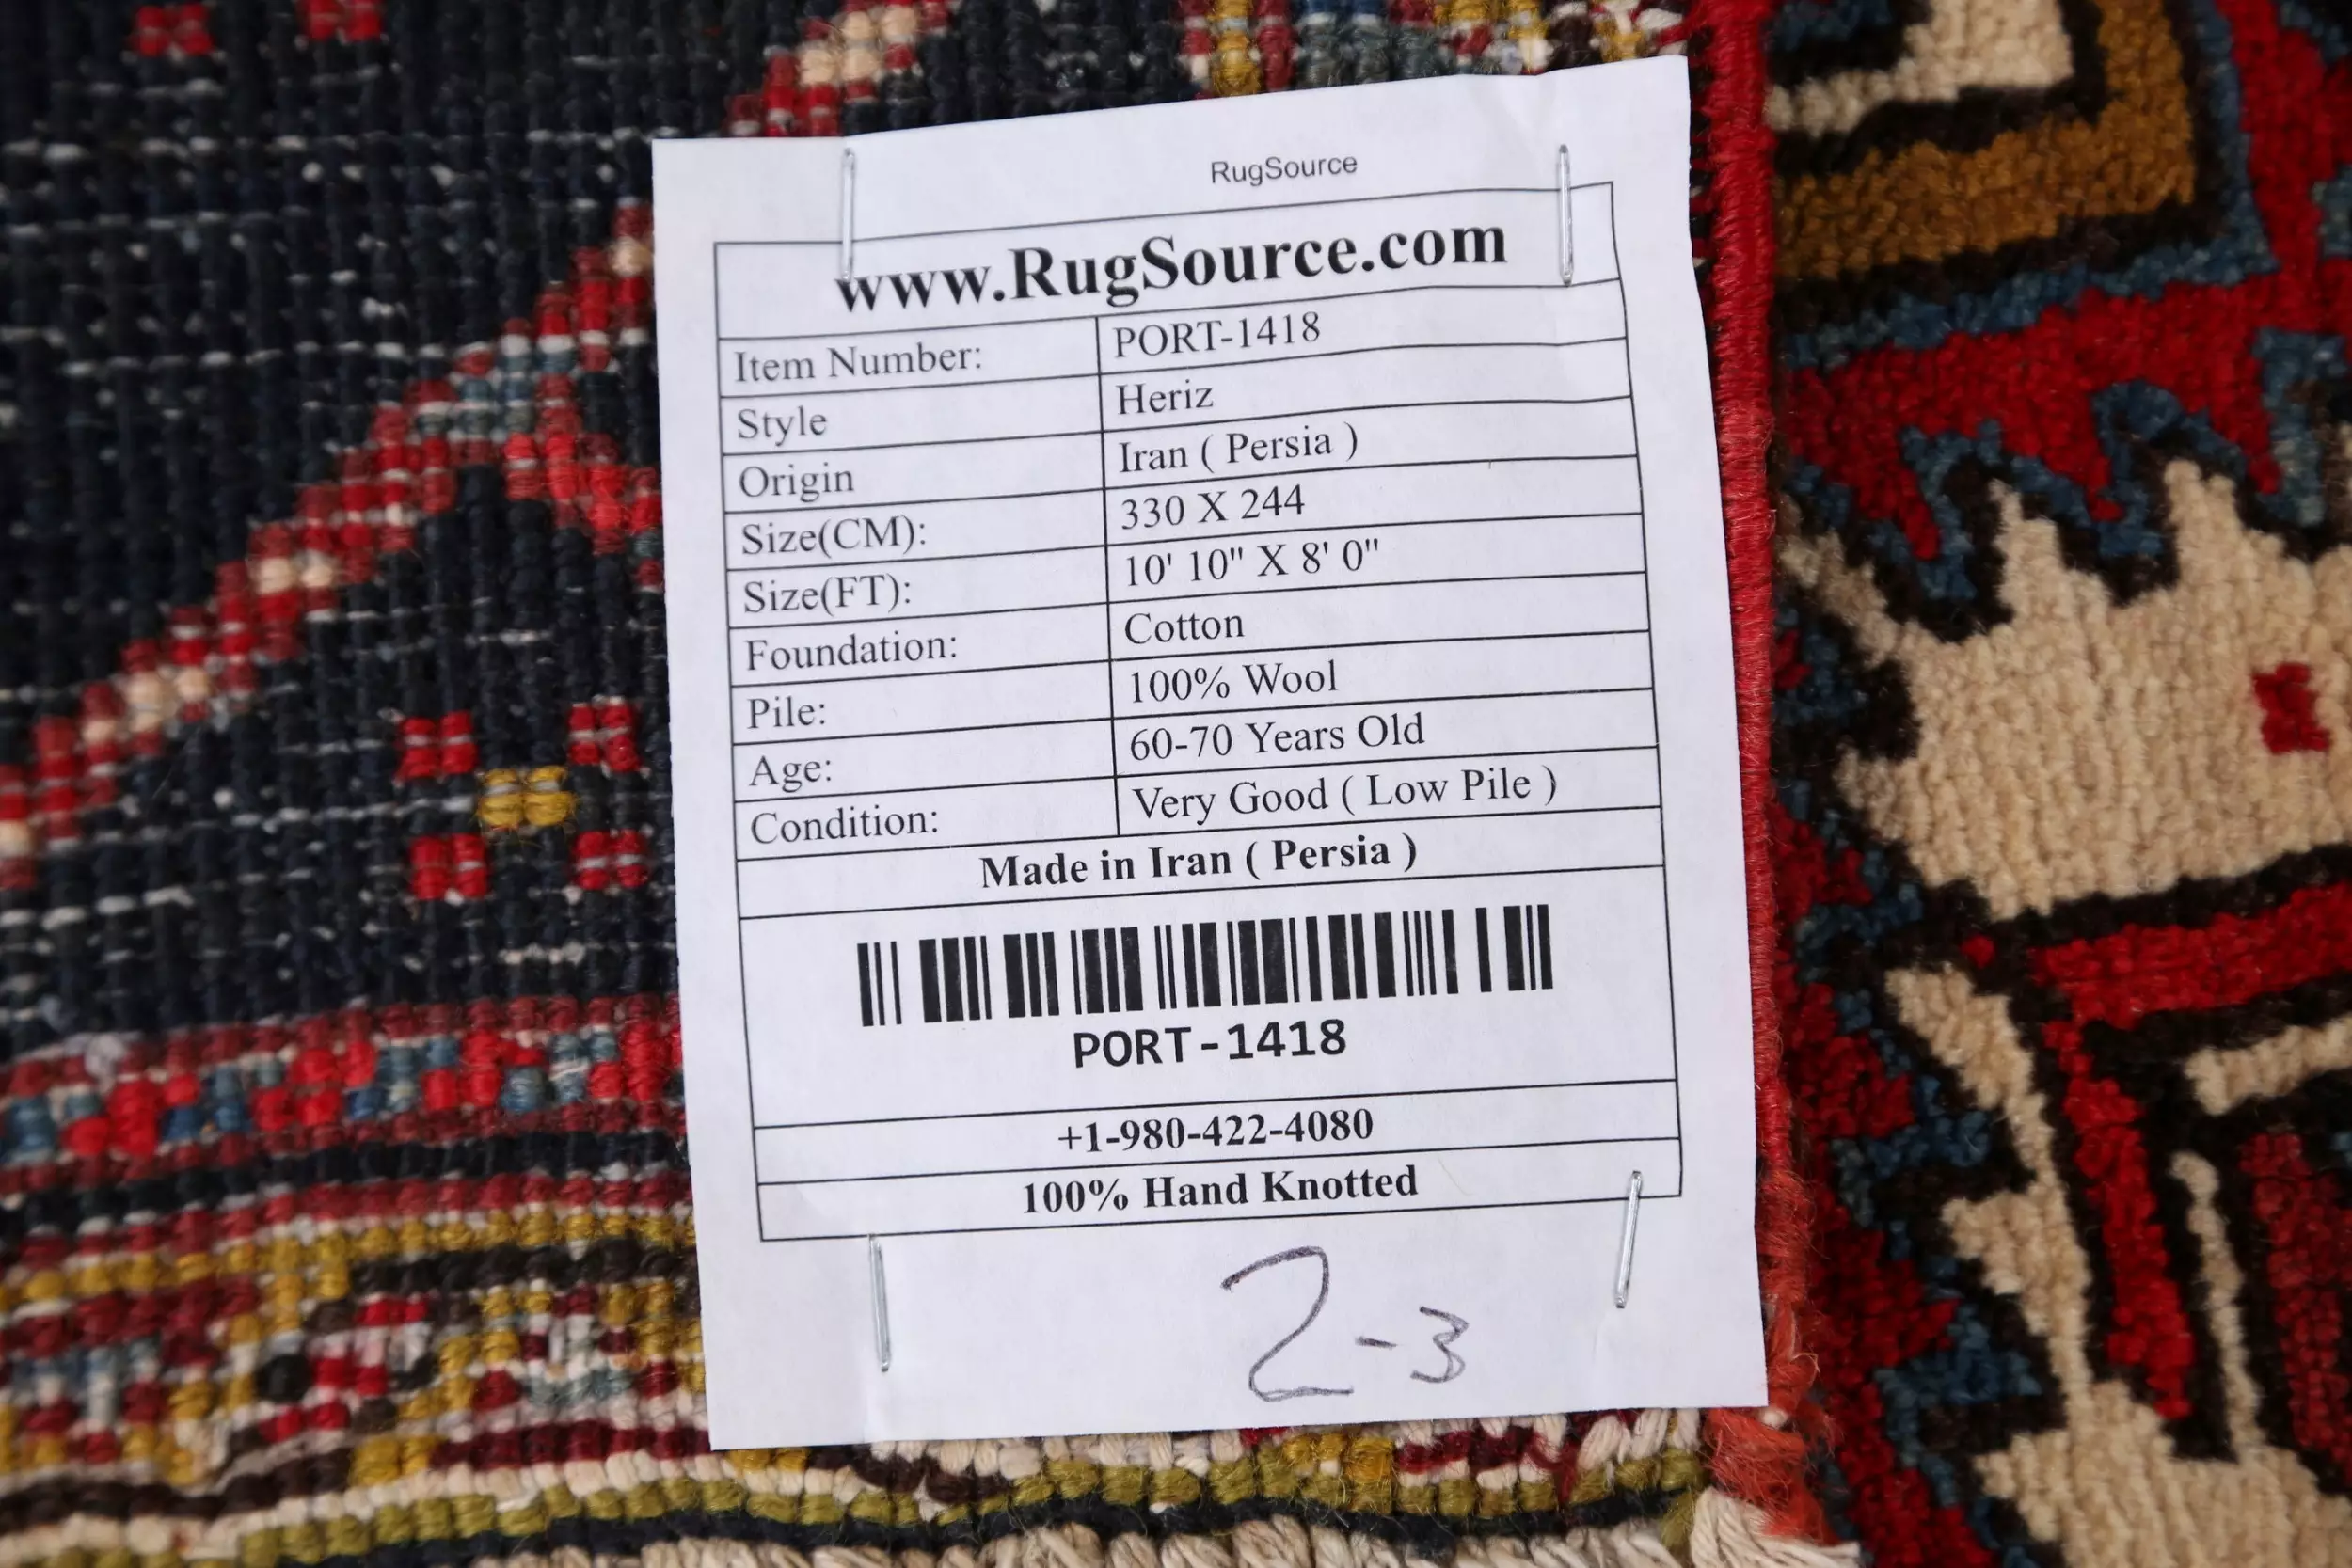 RugSource
www.RugSource.com
Item Number: PORT-1418
Style Heriz
Origin Iran ( Persia )
Size(CM): 330 X 244
Size(FT): 10' 10" X 8' 0"
Foundation: Cotton
Pile: 100% Wool
Age: 60-70 Years Old
Condition: Very Good ( Low Pile )
Made in Iran ( Persia )
PORT-1418
+1-980-422-4080
100% Hand Knotted
2-3